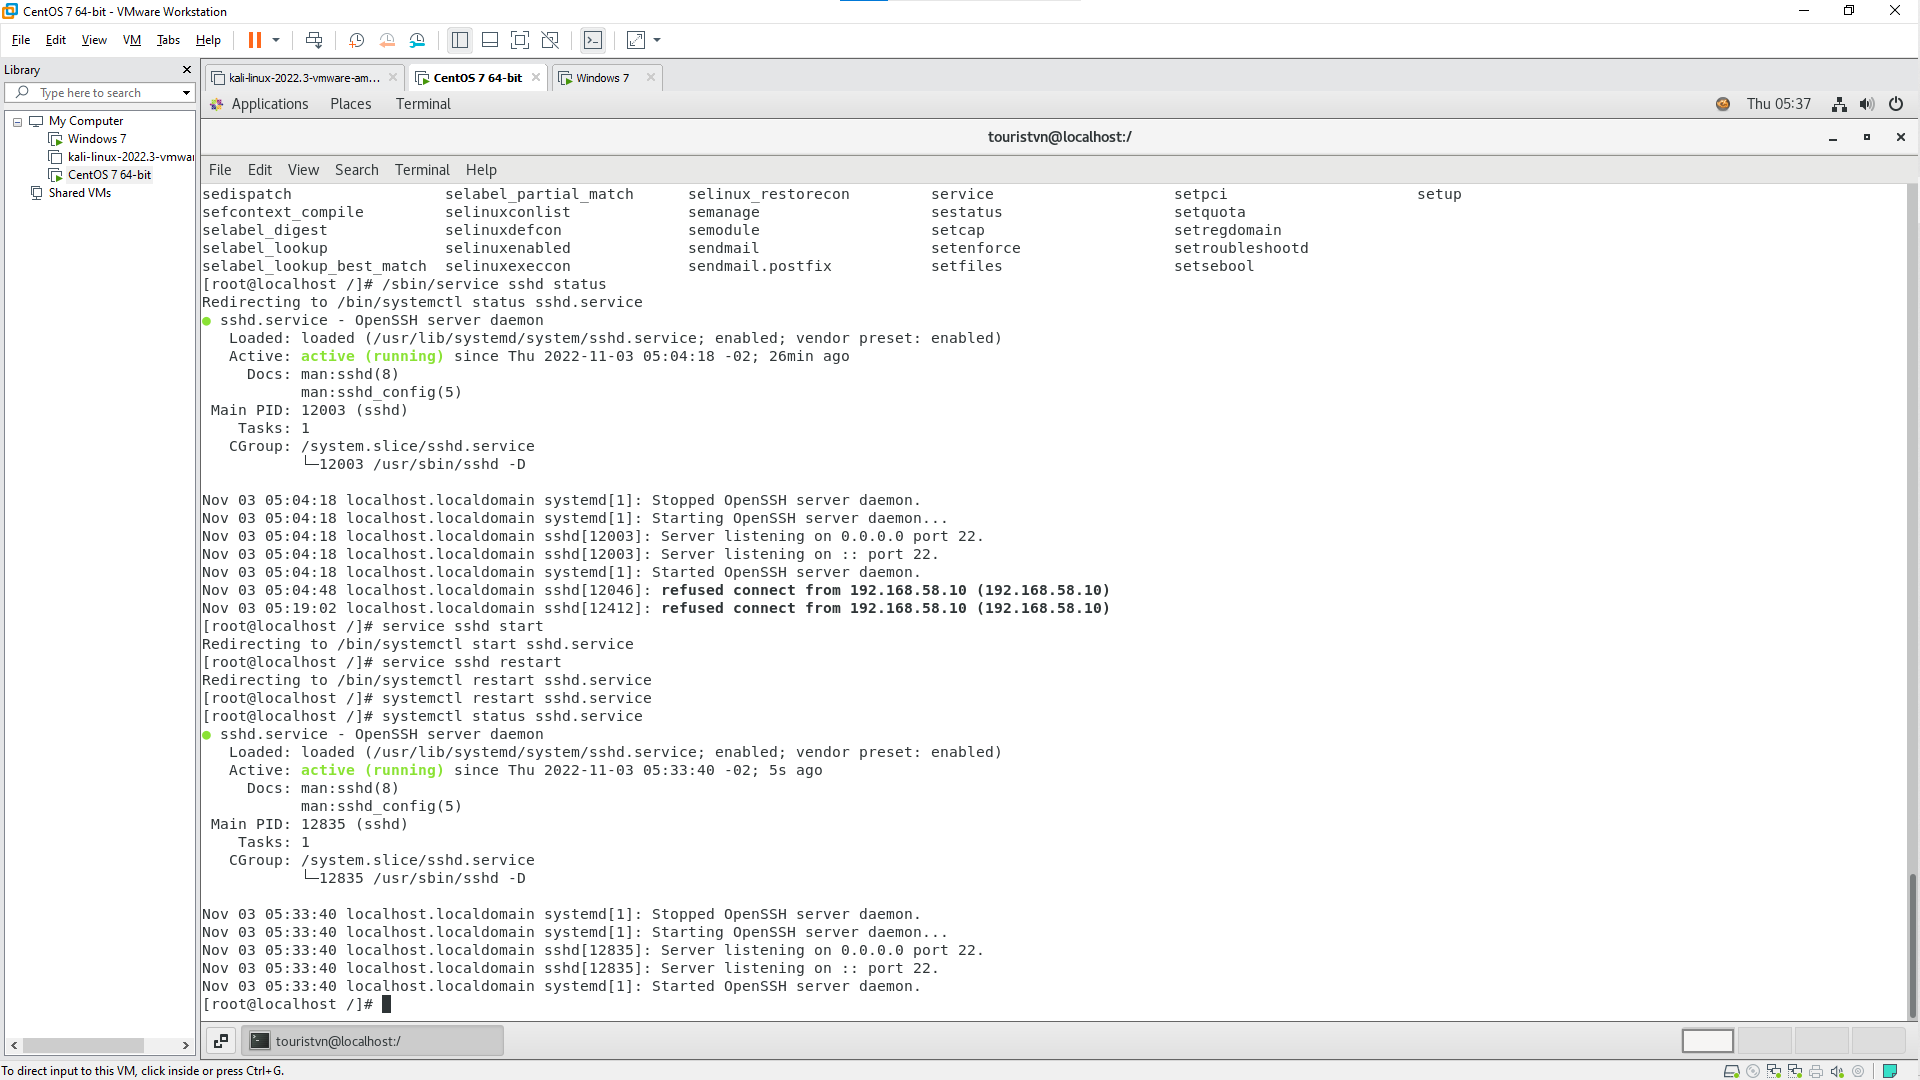 CentOS 7 64-bit - VMware Workstation
File Edit View VM Tabs Help
Library
Type here to search
My Computer
Windows 7
kali-linux-2022.3-vmwar
CentOS 7 64-bit
Shared VMs
kali-linux-2022.3-vmware-am... CentOS 7 64-bit Windows 7
Applications Places Terminal Thu 05:37
touristvn@localhost:/
File Edit View Search Terminal Help
sedispatch selabel_partial_match selinux_restorecon service setpci setup
sefcontext_compile selinuxconlist semanage sestatus setquota
selabel_digest selinuxdefcon semodule setcap setregdomain
selabel_lookup selinuxenabled sendmail setenforce setroubleshootd
selabel_lookup_best_match selinuxexeccon sendmail.postfix setfiles setsebool
[root@localhost /]# /sbin/service sshd status
Redirecting to /bin/systemctl status sshd.service
● sshd.service - OpenSSH server daemon
Loaded: loaded (/usr/lib/systemd/system/sshd.service; enabled; vendor preset: enabled)
Active: active (running) since Thu 2022-11-03 05:04:18 -02; 26min ago
Docs: man:sshd(8)
man:sshd_config(5)
Main PID: 12003 (sshd)
Tasks: 1
CGroup: /system.slice/sshd.service
└─12003 /usr/sbin/sshd -D
Nov 03 05:04:18 localhost.localdomain systemd[1]: Stopped OpenSSH server daemon.
Nov 03 05:04:18 localhost.localdomain systemd[1]: Starting OpenSSH server daemon...
Nov 03 05:04:18 localhost.localdomain sshd[12003]: Server listening on 0.0.0.0 port 22.
Nov 03 05:04:18 localhost.localdomain sshd[12003]: Server listening on :: port 22.
Nov 03 05:04:18 localhost.localdomain systemd[1]: Started OpenSSH server daemon.
Nov 03 05:04:48 localhost.localdomain sshd[12046]: refused connect from 192.168.58.10 (192.168.58.10)
Nov 03 05:19:02 localhost.localdomain sshd[12412]: refused connect from 192.168.58.10 (192.168.58.10)
[root@localhost /]# service sshd start
Redirecting to /bin/systemctl start sshd.service
[root@localhost /]# service sshd restart
Redirecting to /bin/systemctl restart sshd.service
[root@localhost /]# systemctl restart sshd.service
[root@localhost /]# systemctl status sshd.service
● sshd.service - OpenSSH server daemon
Loaded: loaded (/usr/lib/systemd/system/sshd.service; enabled; vendor preset: enabled)
Active: active (running) since Thu 2022-11-03 05:33:40 -02; 5s ago
Docs: man:sshd(8)
man:sshd_config(5)
Main PID: 12835 (sshd)
Tasks: 1
CGroup: /system.slice/sshd.service
└─12835 /usr/sbin/sshd -D
Nov 03 05:33:40 localhost.localdomain systemd[1]: Stopped OpenSSH server daemon.
Nov 03 05:33:40 localhost.localdomain systemd[1]: Starting OpenSSH server daemon...
Nov 03 05:33:40 localhost.localdomain sshd[12835]: Server listening on 0.0.0.0 port 22.
Nov 03 05:33:40 localhost.localdomain sshd[12835]: Server listening on :: port 22.
Nov 03 05:33:40 localhost.localdomain systemd[1]: Started OpenSSH server daemon.
[root@localhost /]#
touristvn@localhost:/
To direct input to this VM, click inside or press Ctrl+G.